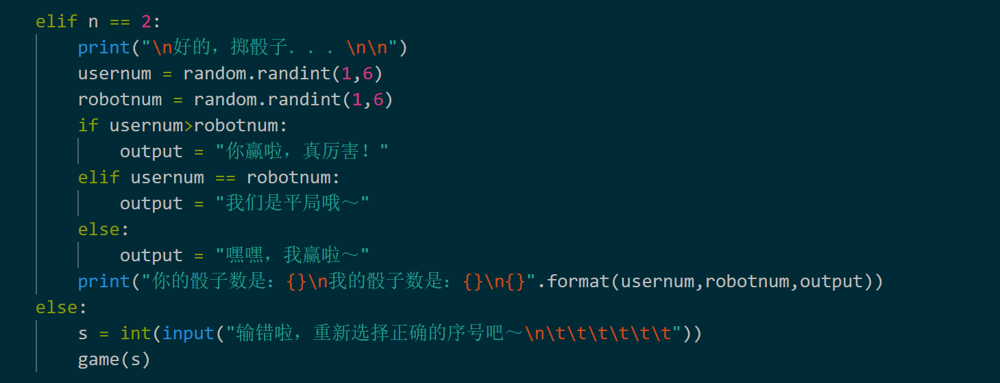 elif n == 2:
print("\n好的，掷骰子．．．\n\n")
usernum = random.randint(1,6)
robotnum = random.randint(1,6)
if usernum>robotnum:
output = "你赢啦，真厉害！"
elif usernum == robotnum:
output = "我们是平局哦～"
else:
output = "嘿嘿，我赢啦～"
print("你的骰子数是：{}\n我的骰子数是：{}\n{}".format(usernum,robotnum,output))
else:
s = int(input("输错啦，重新选择正确的序号吧～\n\t\t\t\t\t\t"))
game(s)